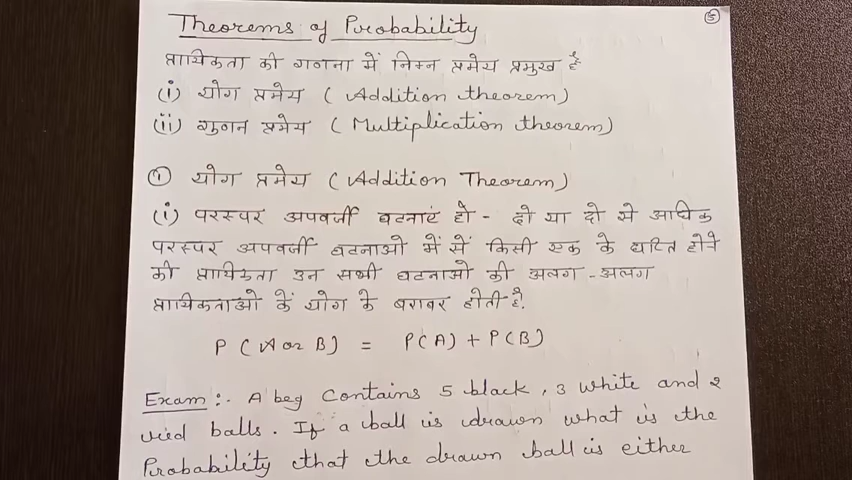 5
Theorems of Probability
प्रायिकता की गणना में निम्न प्रमेय प्रमुख है
(i) योग प्रमेय ( Addition theorem)
(ii) गुणन प्रमेय ( Multiplication theorem)
① योग प्रमेय ( Addition Theorem)
(i) परस्पर अपवर्जी घटनाएं हो - दो या दो से अधिक
परस्पर अपवर्जी घटनाओ में सें किसी एक के घटित होने
की प्रायिकता उन सभी घटनाओ की अलग-अलग
प्रायिकताओ कें योग के बराबर होती है.
P ( A or B) = P(A) + P(B)
Exam :- A beg Contains 5 black , 3 white and 2
red balls . If a ball is drawn what is the
Probability that the drawn ball is either